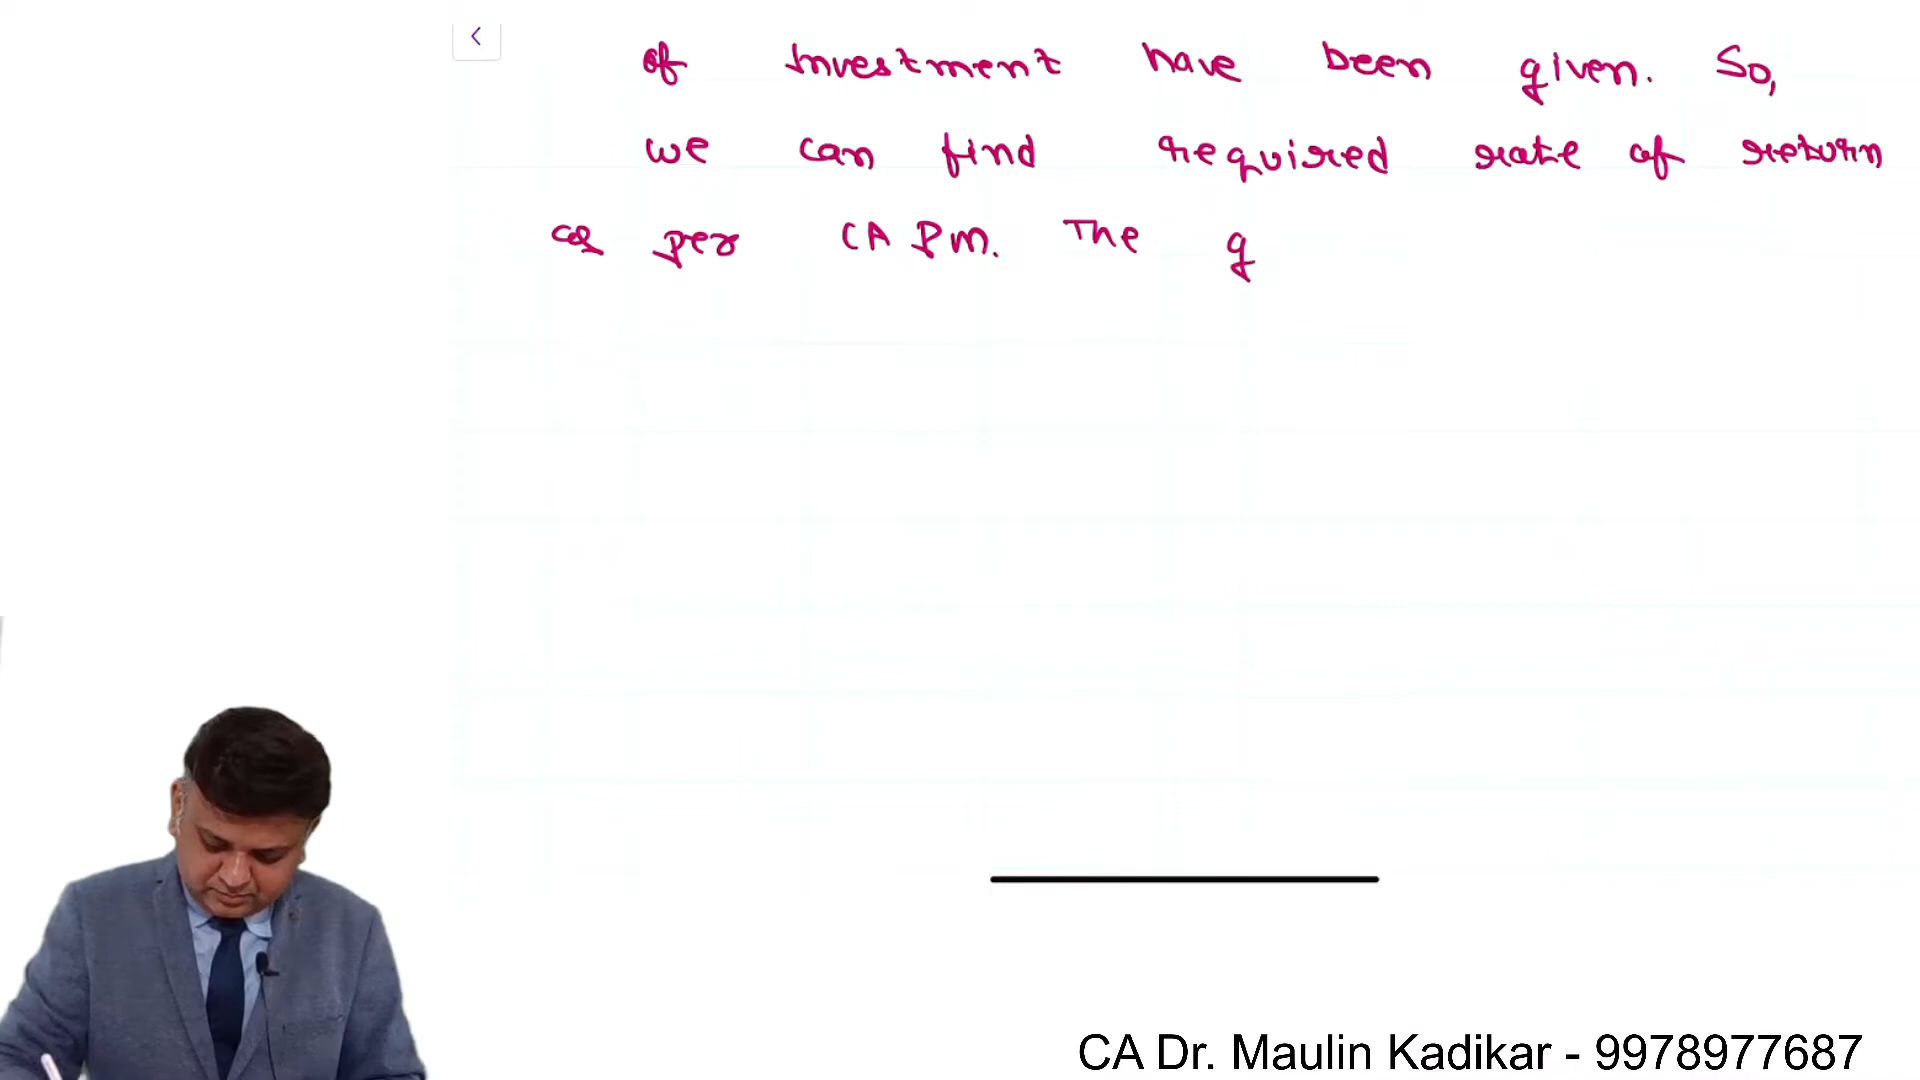 of Investment have been given. So,
we can find required rate of return
as per CAPM. The g
CA Dr. Maulin Kadikar - 9978977687